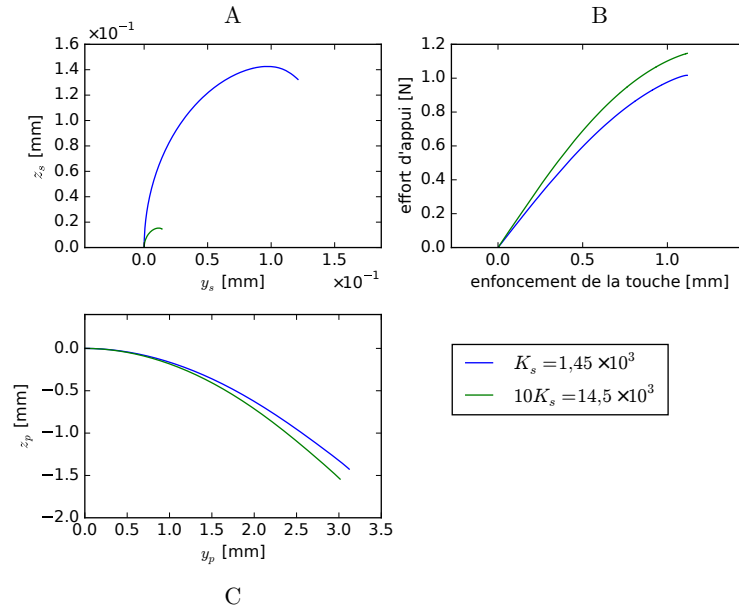 A
B
×10⁻¹
1.6
1.4
1.2
1.0
0.8
0.6
0.4
0.2
0.0
z_s [mm]
0.0 0.5 1.0 1.5
×10⁻¹
y_s [mm]
1.2
1.0
0.8
0.6
0.4
0.2
0.0
effort d'appui [N]
0.0 0.5 1.0
enfoncement de la touche [mm]
0.0
−0.5
−1.0
−1.5
−2.0
z_p [mm]
0.0 0.5 1.0 1.5 2.0 2.5 3.0 3.5
y_p [mm]
K_s = 1,45 ×10³
10K_s = 14,5 ×10³
C